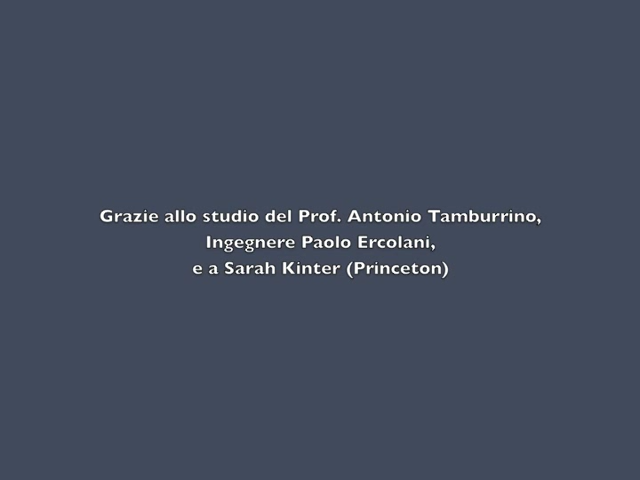 Grazie allo studio del Prof. Antonio Tamburrino,
Ingegnere Paolo Ercolani,
e a Sarah Kinter (Princeton)